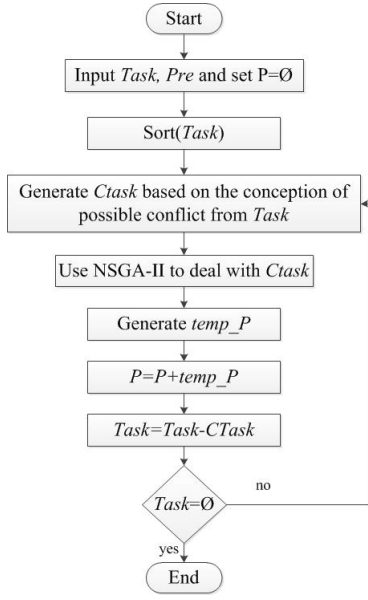 Start
Input Task, Pre and set P=Ø
Sort(Task)
Generate Ctask based on the conception of
possible conflict from Task
Use NSGA-II to deal with Ctask
Generate temp_P
P=P+temp_P
Task=Task-CTask
Task=Ø
no
yes
End